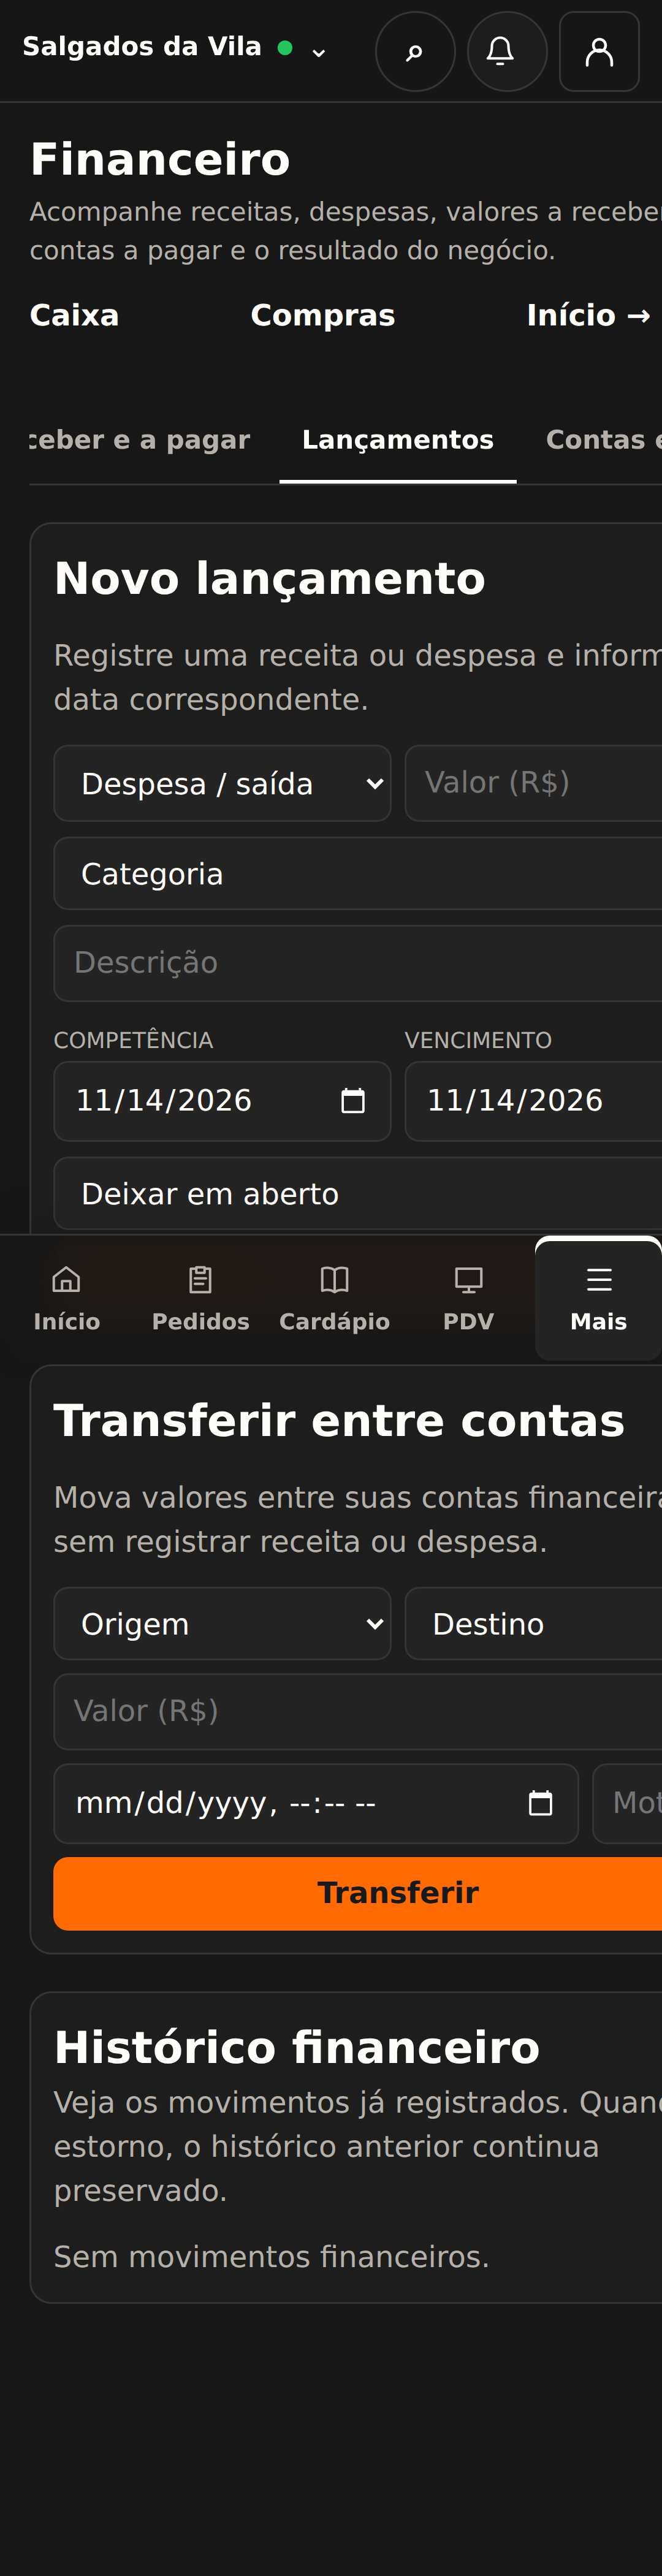 Salgados da Vila
Financeiro
Acompanhe receitas, despesas, valores a receber
contas a pagar e o resultado do negócio.
Caixa Compras Início →
ceber e a pagar Lançamentos Contas e
Novo lançamento
Registre uma receita ou despesa e inform
data correspondente.
Despesa / saída Valor (R$)
Categoria
Descrição
COMPETÊNCIA VENCIMENTO
11/14/2026 11/14/2026
Deixar em aberto
Início Pedidos Cardápio PDV Mais
Transferir entre contas
Mova valores entre suas contas financeira
sem registrar receita ou despesa.
Origem Destino
Valor (R$)
mm/dd/yyyy, --:-- -- Mot
Transferir
Histórico financeiro
Veja os movimentos já registrados. Quand
estorno, o histórico anterior continua
preservado.
Sem movimentos financeiros.